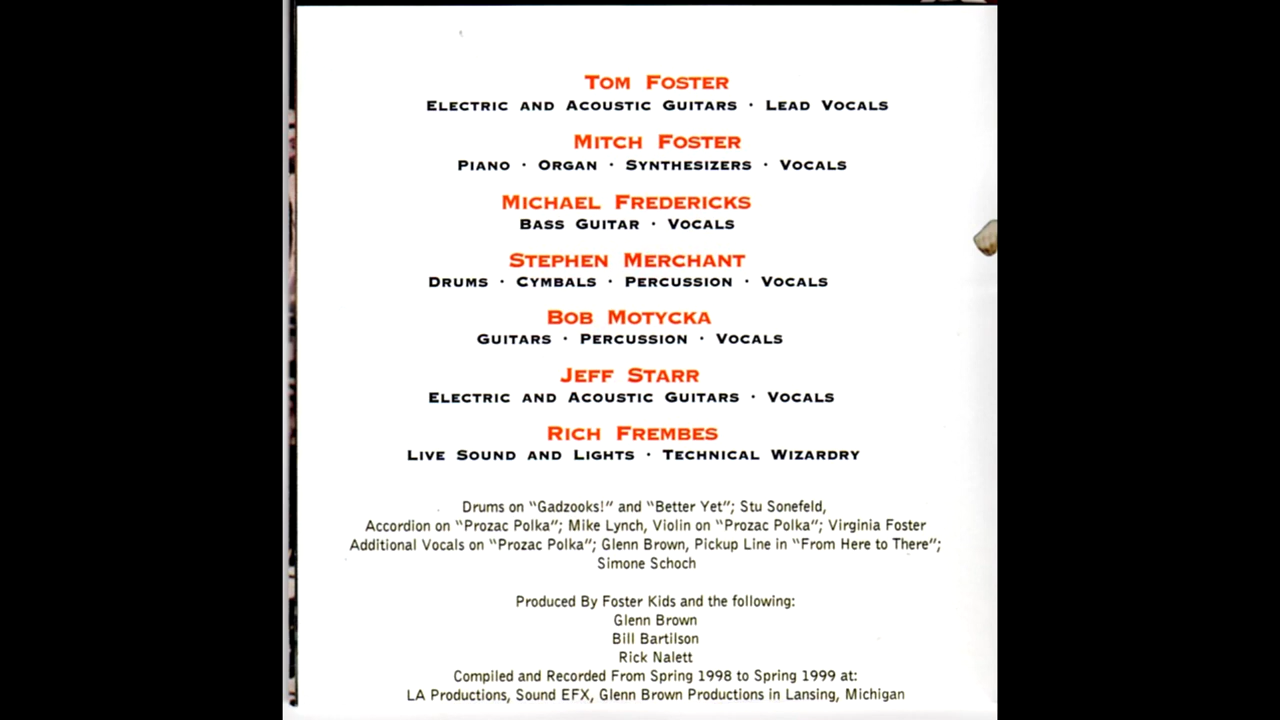 TOM FOSTER
ELECTRIC AND ACOUSTIC GUITARS · LEAD VOCALS
MITCH FOSTER
PIANO · ORGAN · SYNTHESIZERS · VOCALS
MICHAEL FREDERICKS
BASS GUITAR · VOCALS
STEPHEN MERCHANT
DRUMS · CYMBALS · PERCUSSION · VOCALS
BOB MOTYCKA
GUITARS · PERCUSSION · VOCALS
JEFF STARR
ELECTRIC AND ACOUSTIC GUITARS · VOCALS
RICH FREMBES
LIVE SOUND AND LIGHTS · TECHNICAL WIZARDRY
Drums on "Gadzooks!" and "Better Yet"; Stu Sonefeld,
Accordion on "Prozac Polka"; Mike Lynch, Violin on "Prozac Polka"; Virginia Foster
Additional Vocals on "Prozac Polka"; Glenn Brown, Pickup Line in "From Here to There";
Simone Schoch
Produced By Foster Kids and the following:
Glenn Brown
Bill Bartilson
Rick Nalett
Compiled and Recorded From Spring 1998 to Spring 1999 at:
LA Productions, Sound EFX, Glenn Brown Productions in Lansing, Michigan